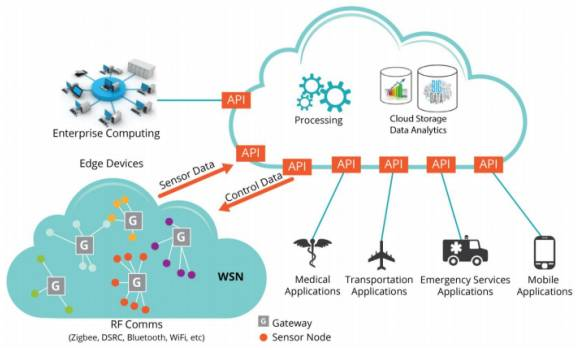 API
Enterprise Computing
Processing
BIG
DATA
Cloud Storage
Data Analytics
Edge Devices
API
API
API
API
API
API
Sensor Data
Control Data
G
G
G
G
G
WSN
RF Comms
(Zigbee, DSRC, Bluetooth, WiFi, etc)
G Gateway
Sensor Node
Medical
Applications
Transportation
Applications
Emergency Services
Applications
Mobile
Applications